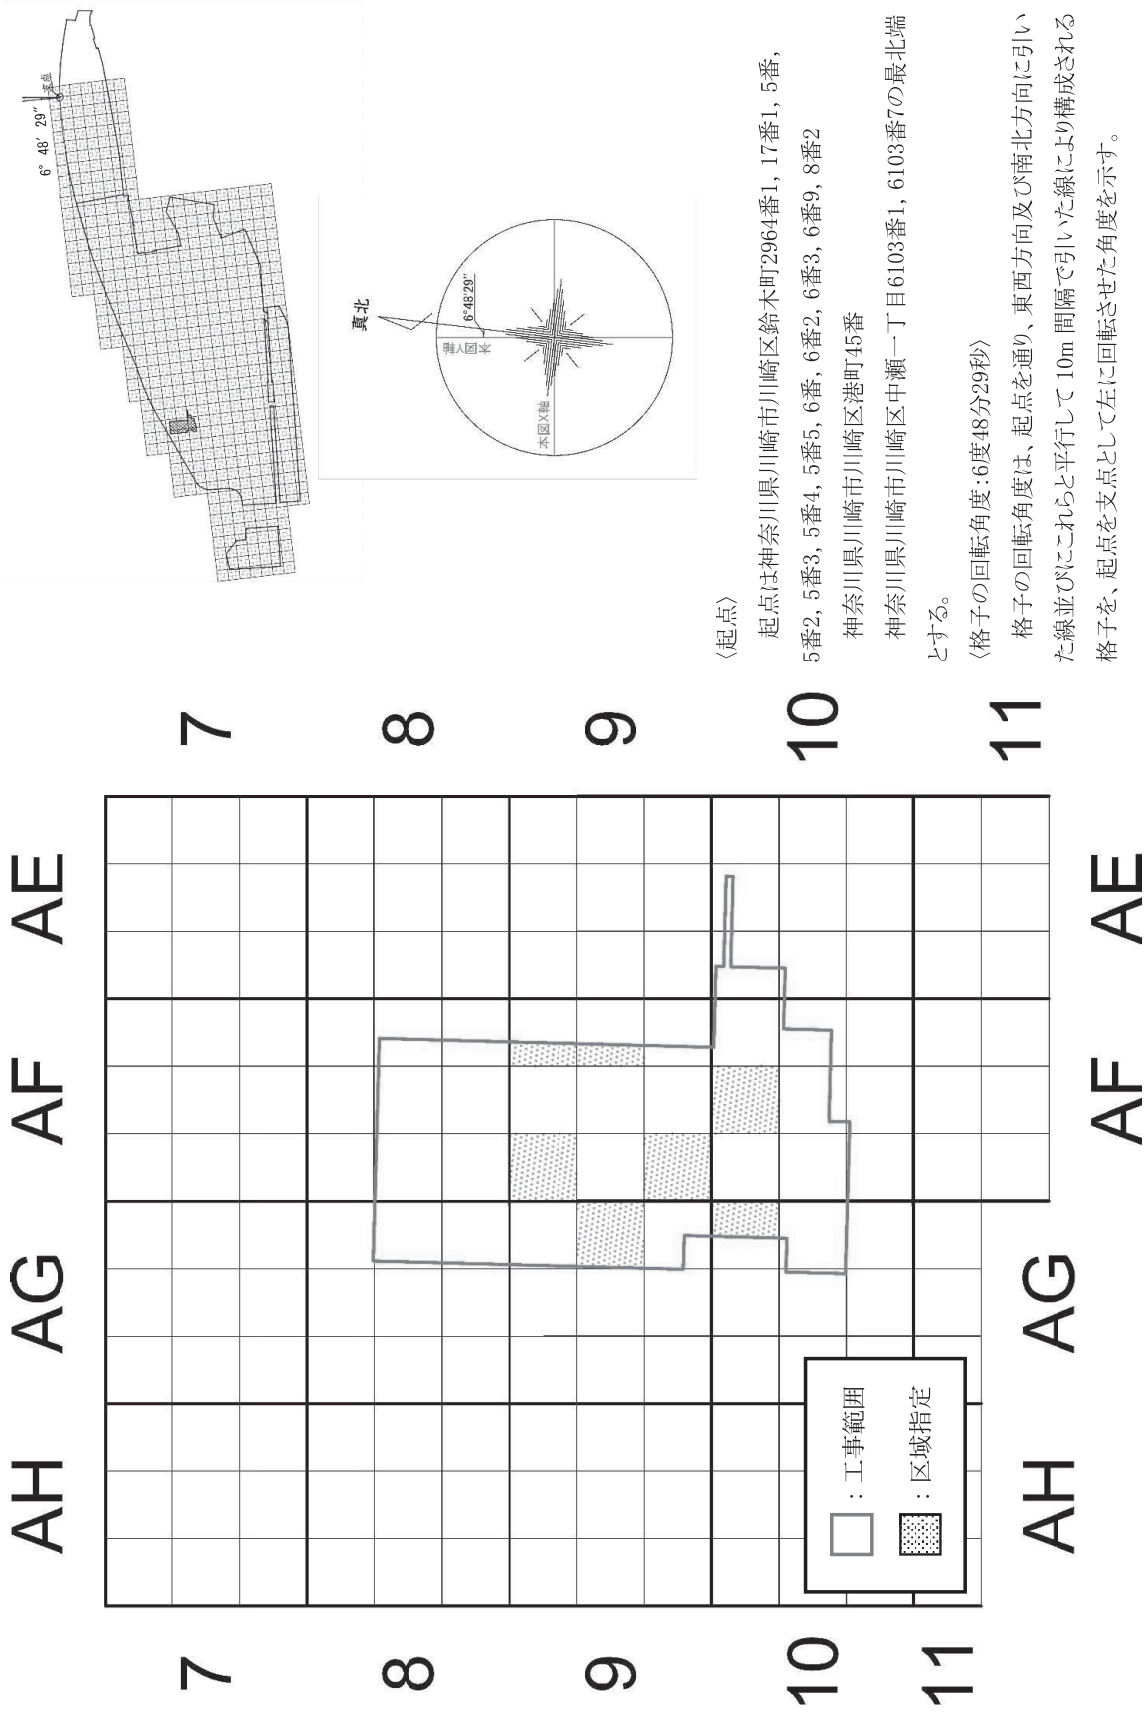 AH AG AF AE
7 7
8 8
9 9
10 10
11 11
AH AG AF AE
：工事範囲
：区域指定
6° 48′ 29″
支点
真北
6°48′29″
本図Y軸
本図X軸
〈起点〉
起点は神奈川県川崎市川崎区鈴木町2964番1, 17番1, 5番,
5番2, 5番3, 5番4, 5番5, 6番, 6番2, 6番3, 6番9, 8番2
神奈川県川崎市川崎区港町45番
神奈川県川崎市川崎区中瀬一丁目6103番1, 6103番7の最北端
とする。
〈格子の回転角度：6度48分29秒〉
格子の回転角度は、起点を通り、東西方向及び南北方向に引い
た線並びにこれらと平行して10m 間隔で引いた線により構成される
格子を、起点を支点として左に回転させた角度を示す。